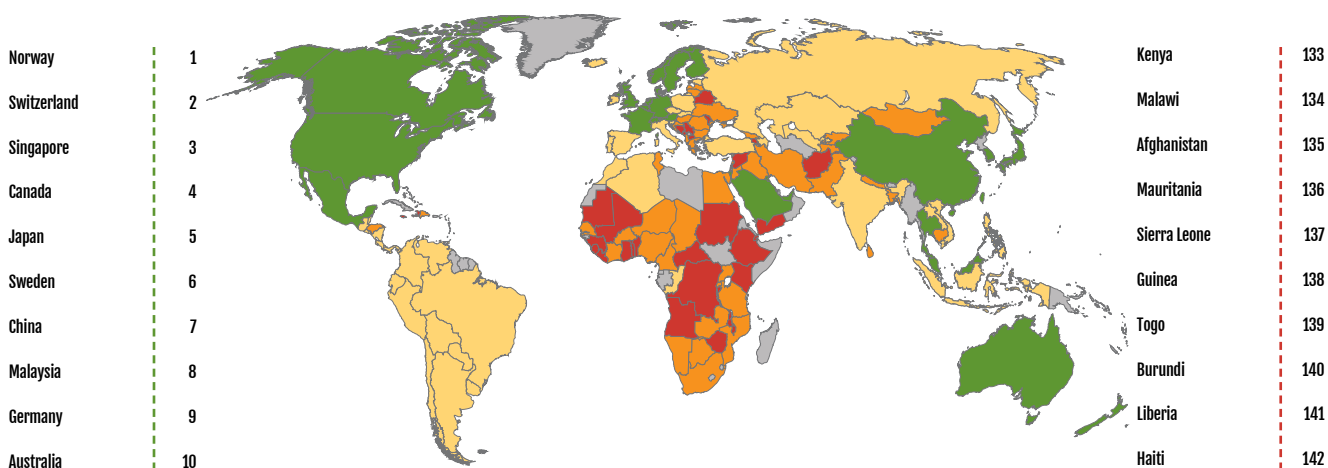 Norway 1
Switzerland 2
Singapore 3
Canada 4
Japan 5
Sweden 6
China 7
Malaysia 8
Germany 9
Australia 10
Kenya 133
Malawi 134
Afghanistan 135
Mauritania 136
Sierra Leone 137
Guinea 138
Togo 139
Burundi 140
Liberia 141
Haiti 142